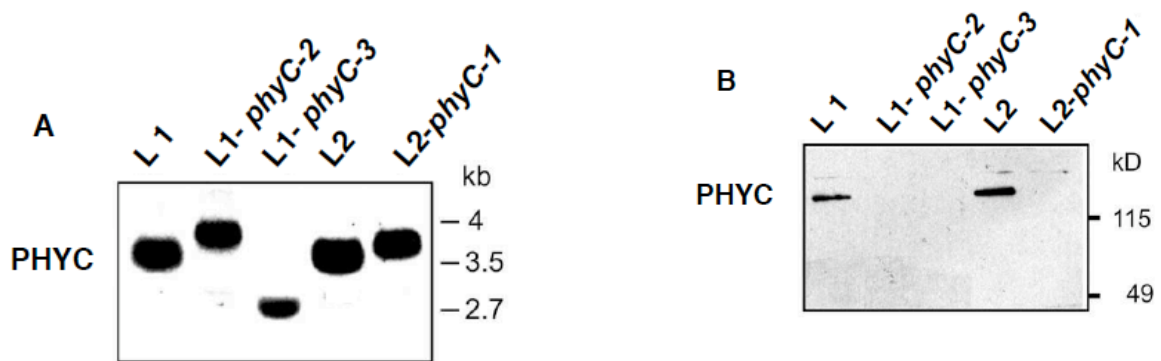 A
L 1
L1- phyC-2
L1- phyC-3
L2
L2-phyC-1
kb
PHYC
4
3.5
2.7
B
L 1
L1- phyC-2
L1- phyC-3
L2
L2-phyC-1
kD
PHYC
115
49